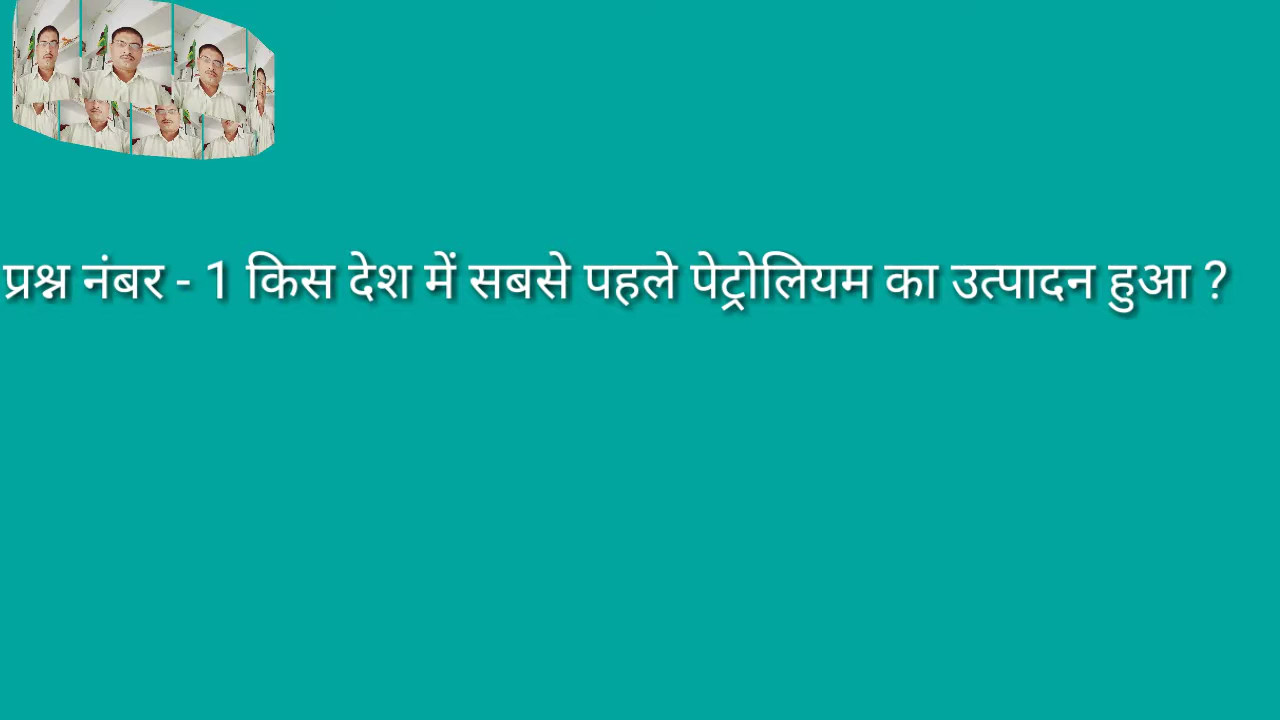 प्रश्न नंबर - 1 किस देश में सबसे पहले पेट्रोलियम का उत्पादन हुआ ?